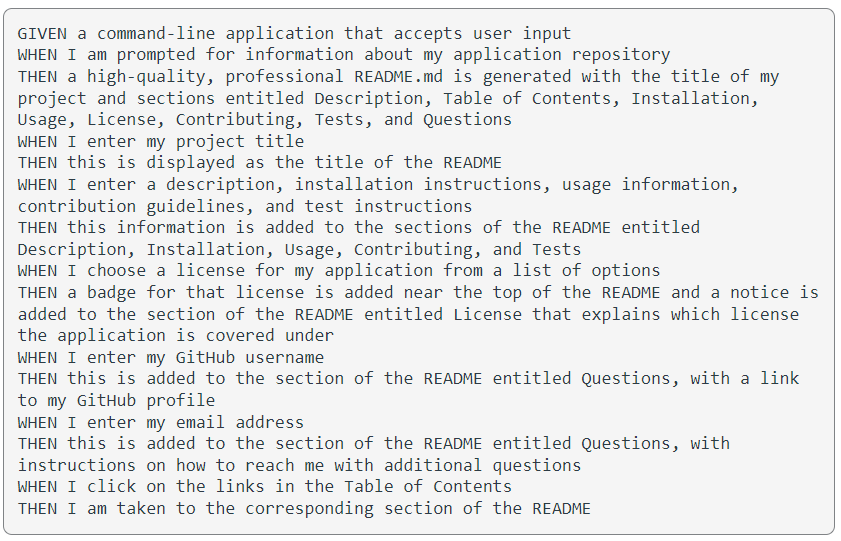 GIVEN a command-line application that accepts user input
WHEN I am prompted for information about my application repository
THEN a high-quality, professional README.md is generated with the title of my
project and sections entitled Description, Table of Contents, Installation,
Usage, License, Contributing, Tests, and Questions
WHEN I enter my project title
THEN this is displayed as the title of the README
WHEN I enter a description, installation instructions, usage information,
contribution guidelines, and test instructions
THEN this information is added to the sections of the README entitled
Description, Installation, Usage, Contributing, and Tests
WHEN I choose a license for my application from a list of options
THEN a badge for that license is added near the top of the README and a notice is
added to the section of the README entitled License that explains which license
the application is covered under
WHEN I enter my GitHub username
THEN this is added to the section of the README entitled Questions, with a link
to my GitHub profile
WHEN I enter my email address
THEN this is added to the section of the README entitled Questions, with
instructions on how to reach me with additional questions
WHEN I click on the links in the Table of Contents
THEN I am taken to the corresponding section of the README